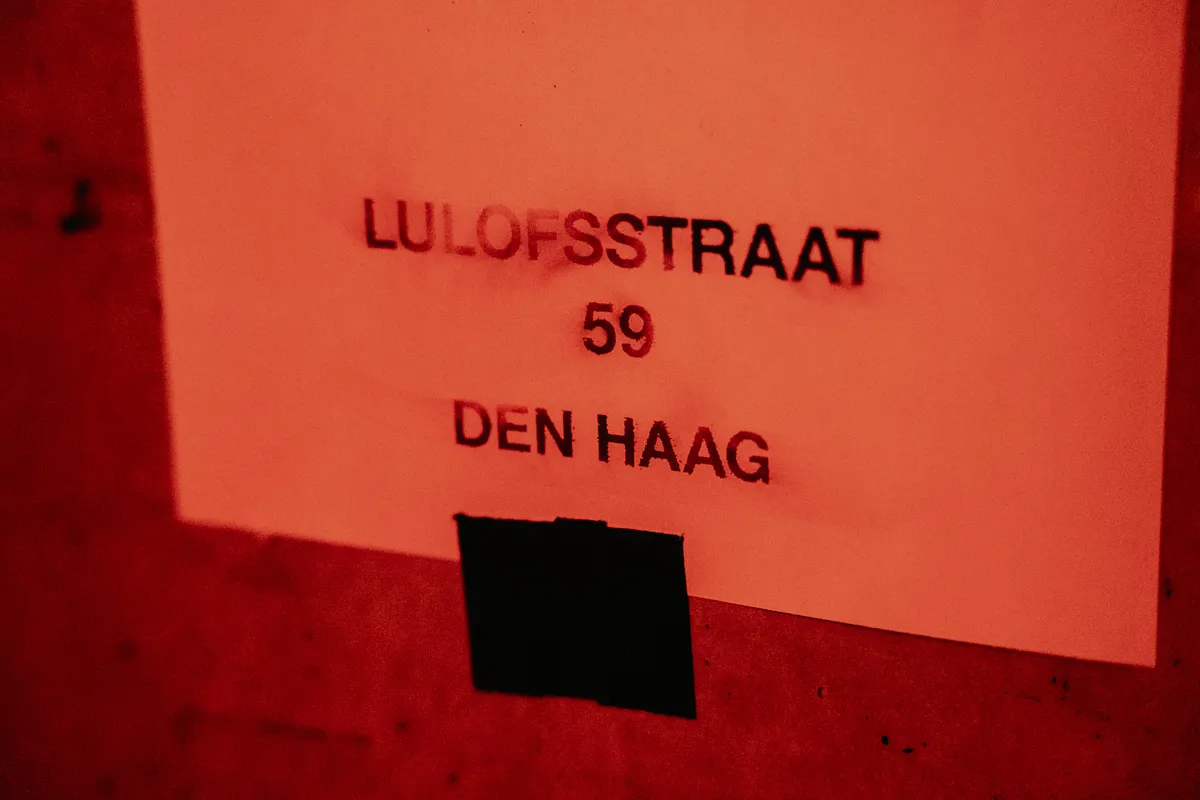 LULOFSSTRAAT
59
DEN HAAG